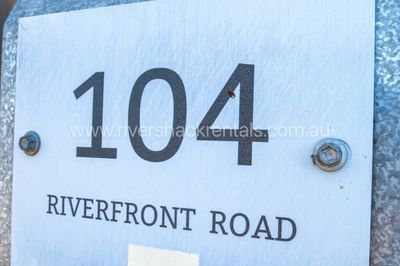 104
www.rivershackrentals.com.au
RIVERFRONT ROAD